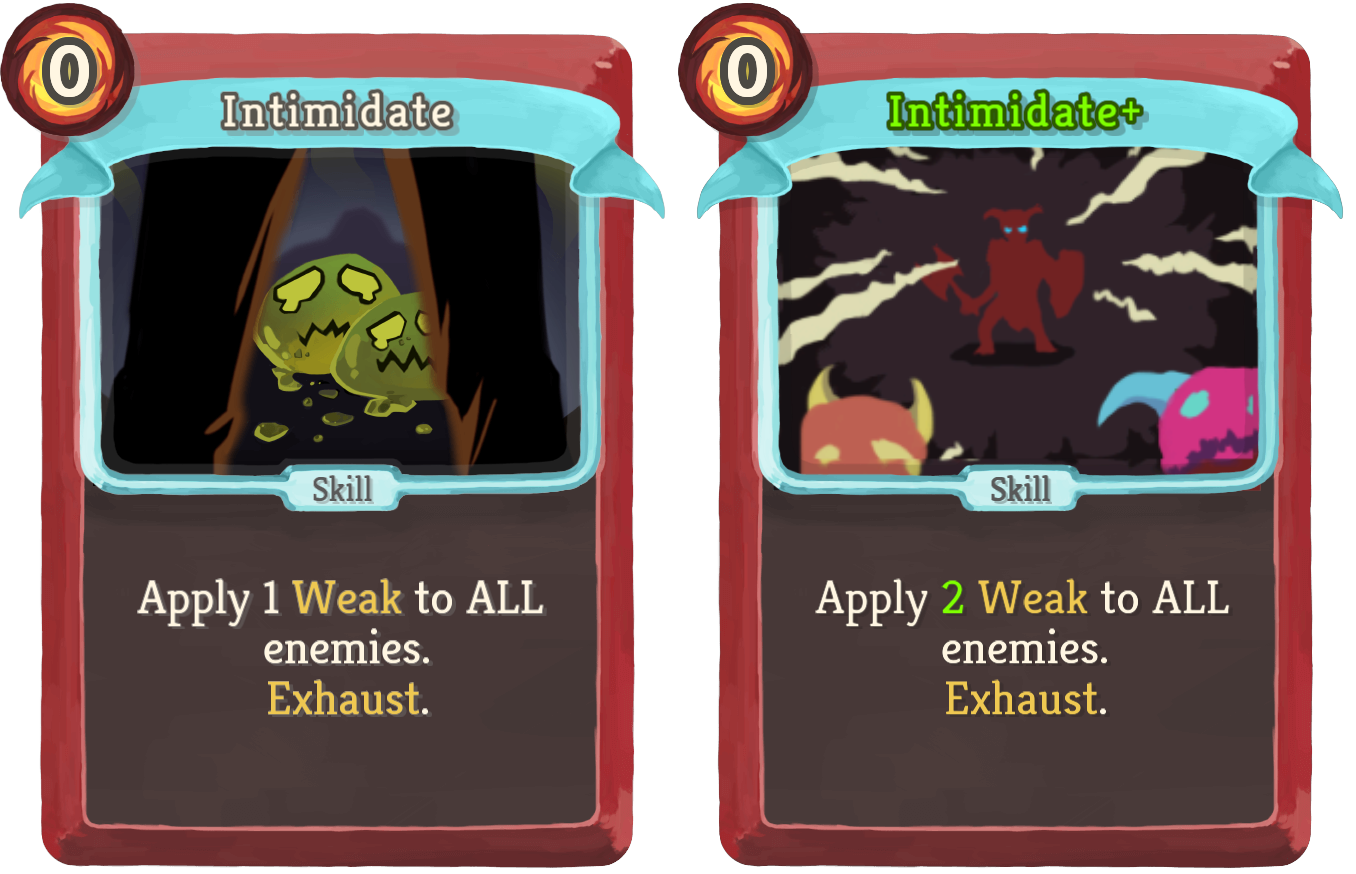 0
Intimidate
Skill
Apply 1 Weak to ALL
enemies.
Exhaust.
0
Intimidate+
Skill
Apply 2 Weak to ALL
enemies.
Exhaust.